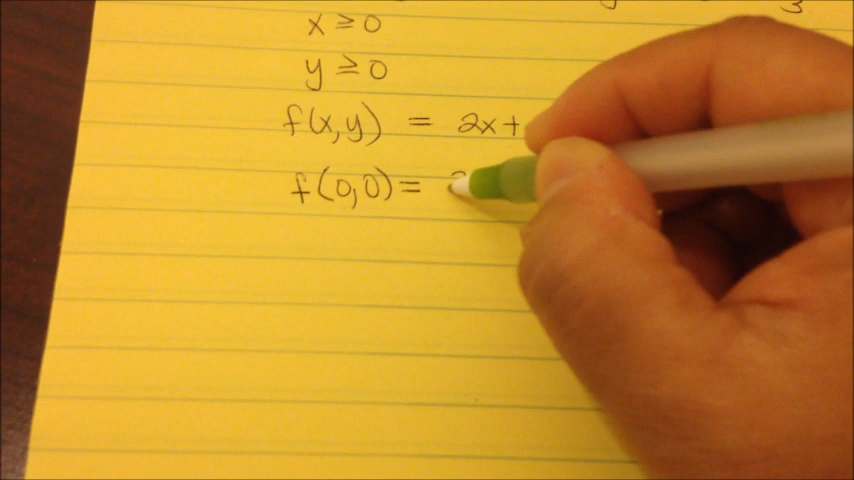 x ≥ 0
y ≥ 0
f(x,y) = 2x+
f(0,0) =